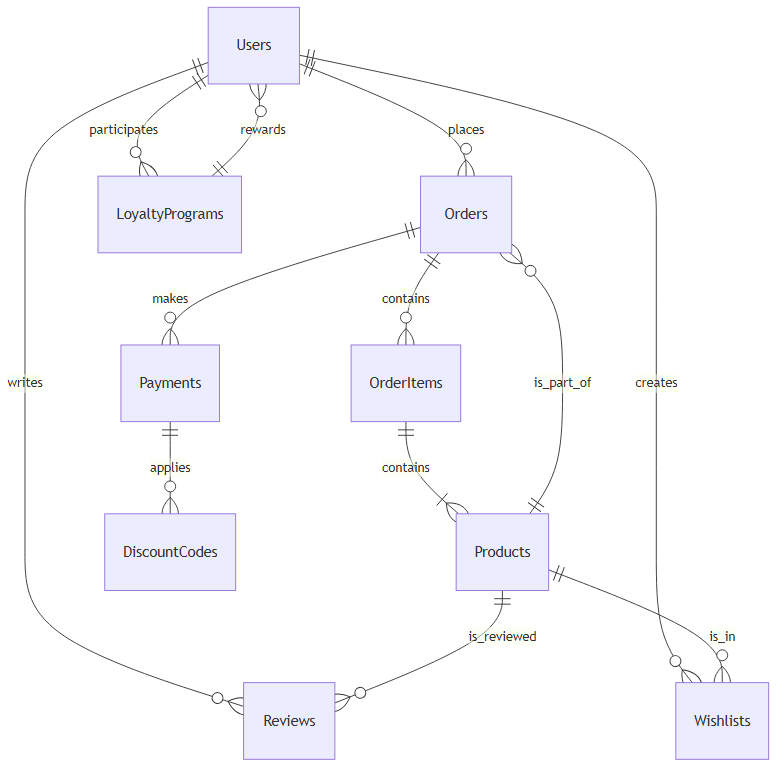 Users
participates
rewards
places
LoyaltyPrograms
Orders
makes
contains
Payments
OrderItems
writes
is_part_of
creates
applies
contains
DiscountCodes
Products
is_reviewed
is_in
Reviews
Wishlists